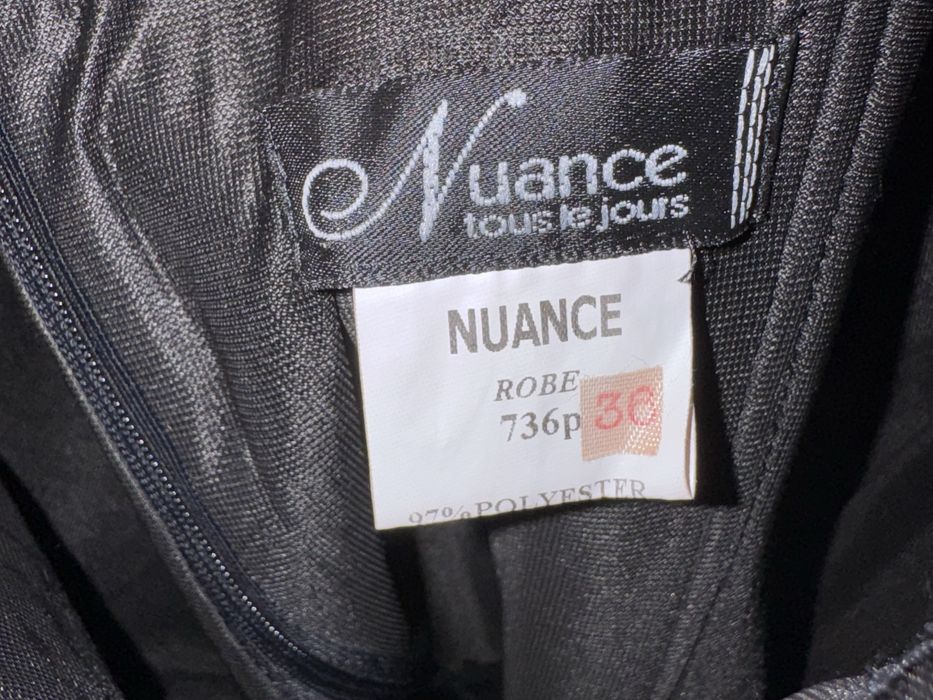 Nuance
tous le jours
NUANCE
ROBE
736p
36
97% POLYESTER